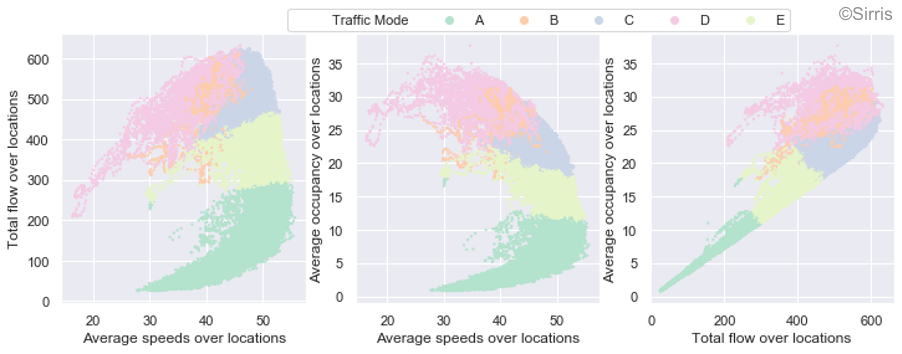 ©Sirris
Traffic Mode A B C D E
Total flow over locations
600
500
400
300
200
100
0
20 30 40 50
Average speeds over locations
Average occupancy over locations
35
30
25
20
15
10
5
0
20 30 40 50
Average speeds over locations
Average occupancy over locations
35
30
25
20
15
10
5
0
0 200 400 600
Total flow over locations